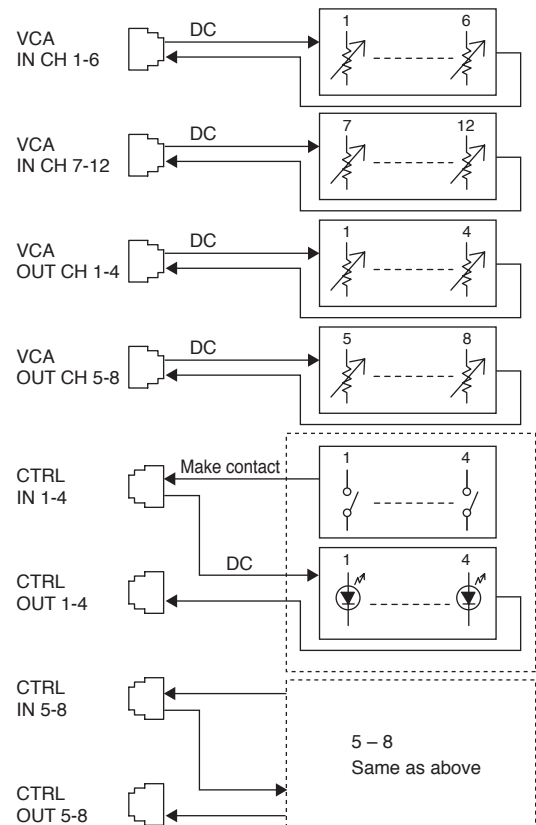 VCA
IN CH 1-6
DC
1
6
VCA
IN CH 7-12
DC
7
12
VCA
OUT CH 1-4
DC
1
4
VCA
OUT CH 5-8
DC
5
8
CTRL
IN 1-4
Make contact
1
4
DC
1
4
CTRL
OUT 1-4
CTRL
IN 5-8
5 – 8
Same as above
CTRL
OUT 5-8